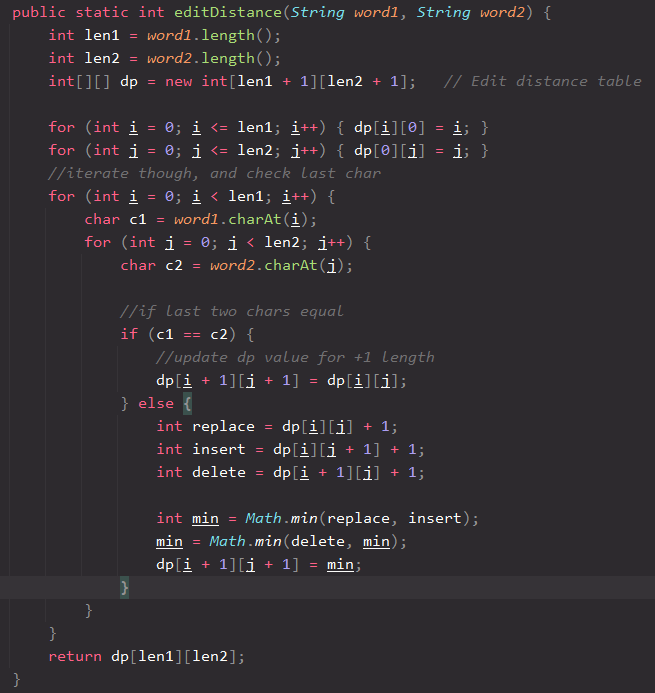 public static int editDistance(String word1, String word2) {
    int len1 = word1.length();
    int len2 = word2.length();
    int[][] dp = new int[len1 + 1][len2 + 1];   // Edit distance table

    for (int i = 0; i <= len1; i++) { dp[i][0] = i; }
    for (int j = 0; j <= len2; j++) { dp[0][j] = j; }
    //iterate though, and check last char
    for (int i = 0; i < len1; i++) {
        char c1 = word1.charAt(i);
        for (int j = 0; j < len2; j++) {
            char c2 = word2.charAt(j);

            //if last two chars equal
            if (c1 == c2) {
                //update dp value for +1 length
                dp[i + 1][j + 1] = dp[i][j];
            } else {
                int replace = dp[i][j] + 1;
                int insert = dp[i][j + 1] + 1;
                int delete = dp[i + 1][j] + 1;

                int min = Math.min(replace, insert);
                min = Math.min(delete, min);
                dp[i + 1][j + 1] = min;
            }
        }
    }
    return dp[len1][len2];
}